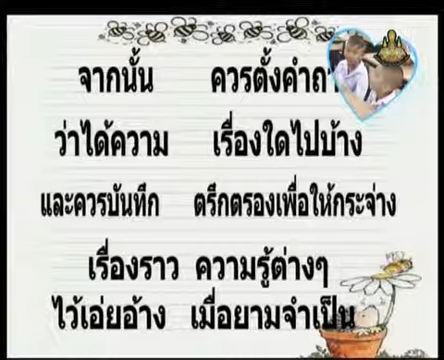 จากนั้น ควรตั้งคำถา
ว่าได้ความ เรื่องใดไปบ้าง
และควรบันทึก ตรึกตรองเพื่อให้กระจ่าง
เรื่องราว ความรู้ต่างๆ
ไว้เอ่ยอ้าง เมื่อยามจำเป็น